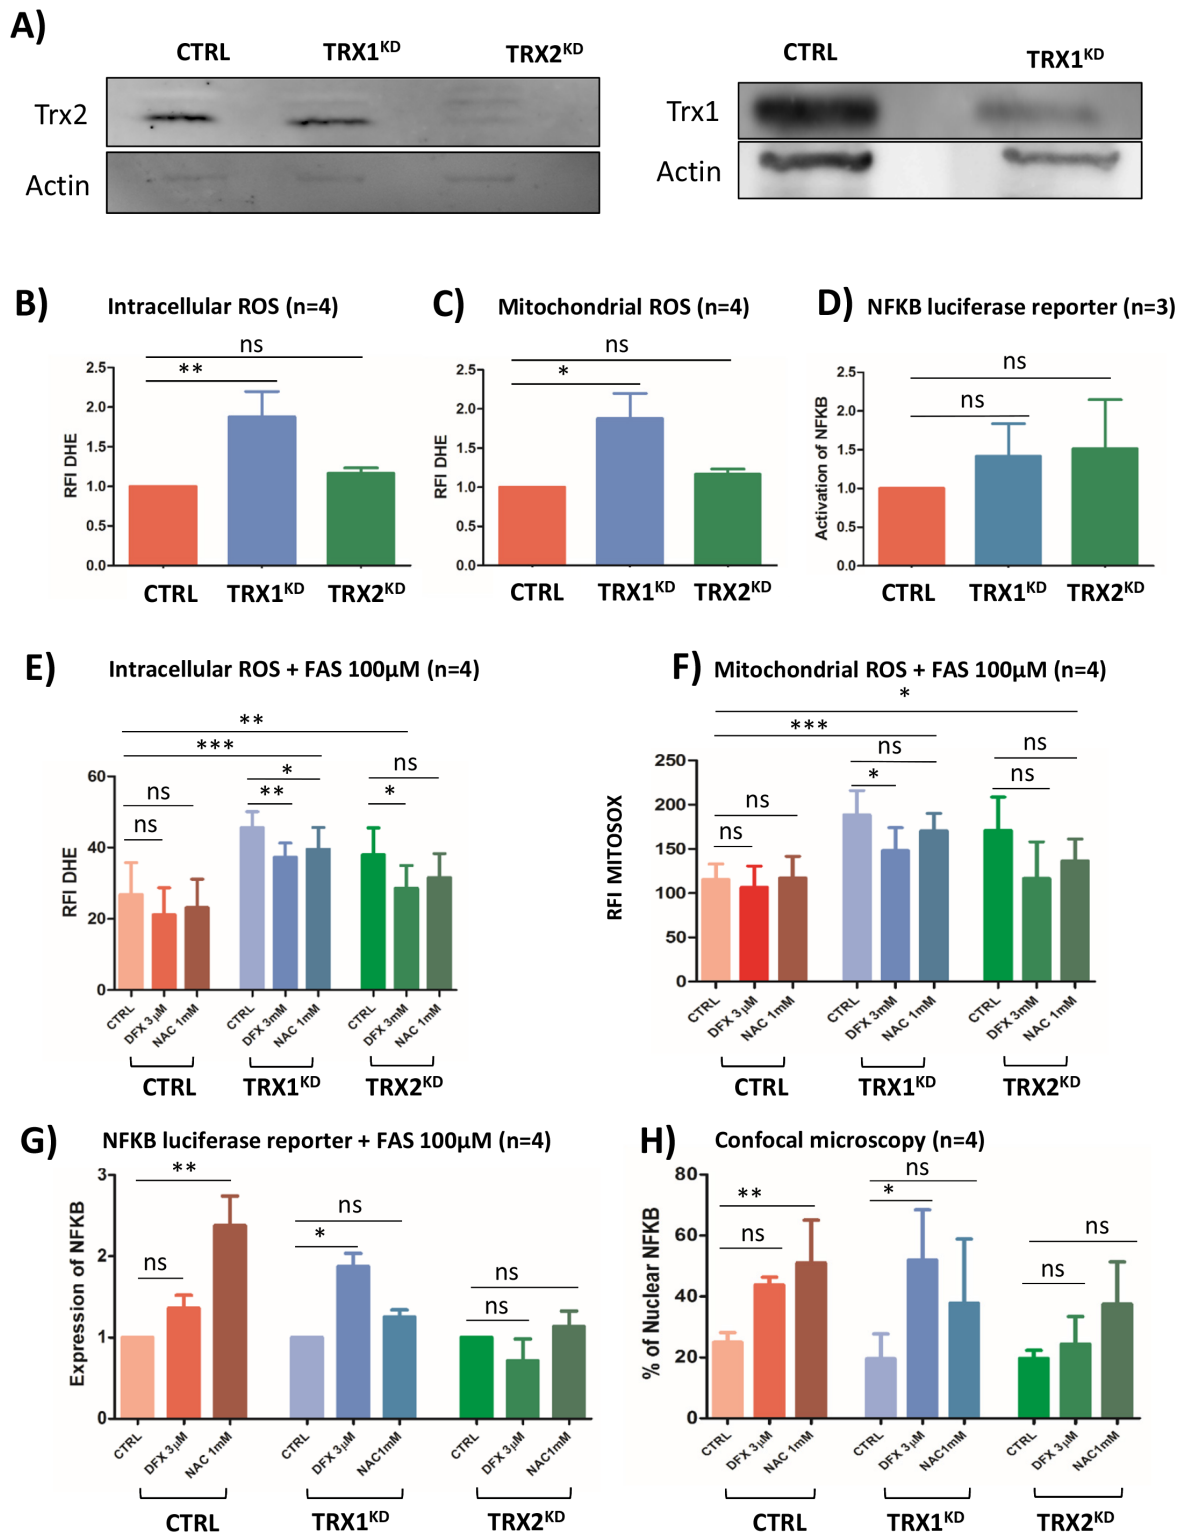 A)
CTRL TRX1KD TRX2KD
Trx2
Actin
CTRL TRX1KD
Trx1
Actin
B) Intracellular ROS (n=4)
ns
**
RFI DHE
2.5
2.0
1.5
1.0
0.5
0.0
CTRL TRX1KD TRX2KD
C) Mitochondrial ROS (n=4)
ns
*
RFI DHE
2.5
2.0
1.5
1.0
0.5
0.0
CTRL TRX1KD TRX2KD
D) NFKB luciferase reporter (n=3)
ns
ns
Activation of NFKB
2.5
2.0
1.5
1.0
0.5
0.0
CTRL TRX1KD TRX2KD
E) Intracellular ROS + FAS 100µM (n=4)
**
***
ns
ns
*
**
ns
*
RFI DHE
60
40
20
0
CTRL DFX 3µM NAC 1mM CTRL DFX 3mM NAC 1mM CTRL DFX 3mM NAC 1mM
CTRL TRX1KD TRX2KD
F) Mitochondrial ROS + FAS 100µM (n=4)
*
***
ns
ns
ns
*
ns
ns
RFI MITOSOX
250
200
150
100
50
0
CTRL DFX 3µM NAC 1mM CTRL DFX 3mM NAC 1mM CTRL DFX 3mM NAC 1mM
CTRL TRX1KD TRX2KD
G) NFKB luciferase reporter + FAS 100µM (n=4)
**
ns
ns
*
ns
ns
Expression of NFKB
3
2
1
0
CTRL DFX 3µM NAC 1mM CTRL DFX 3µM NAC1mM CTRL DFX 3µM NAC1mM
CTRL TRX1KD TRX2KD
H) Confocal microscopy (n=4)
**
ns
ns
*
ns
ns
% of Nuclear NFKB
80
60
40
20
0
CTRL DFX 3µM NAC 1mM CTRL DFX 3µM NAC 1mM CTRL DFX 3µM NAC1mM
CTRL TRX1KD TRX2KD